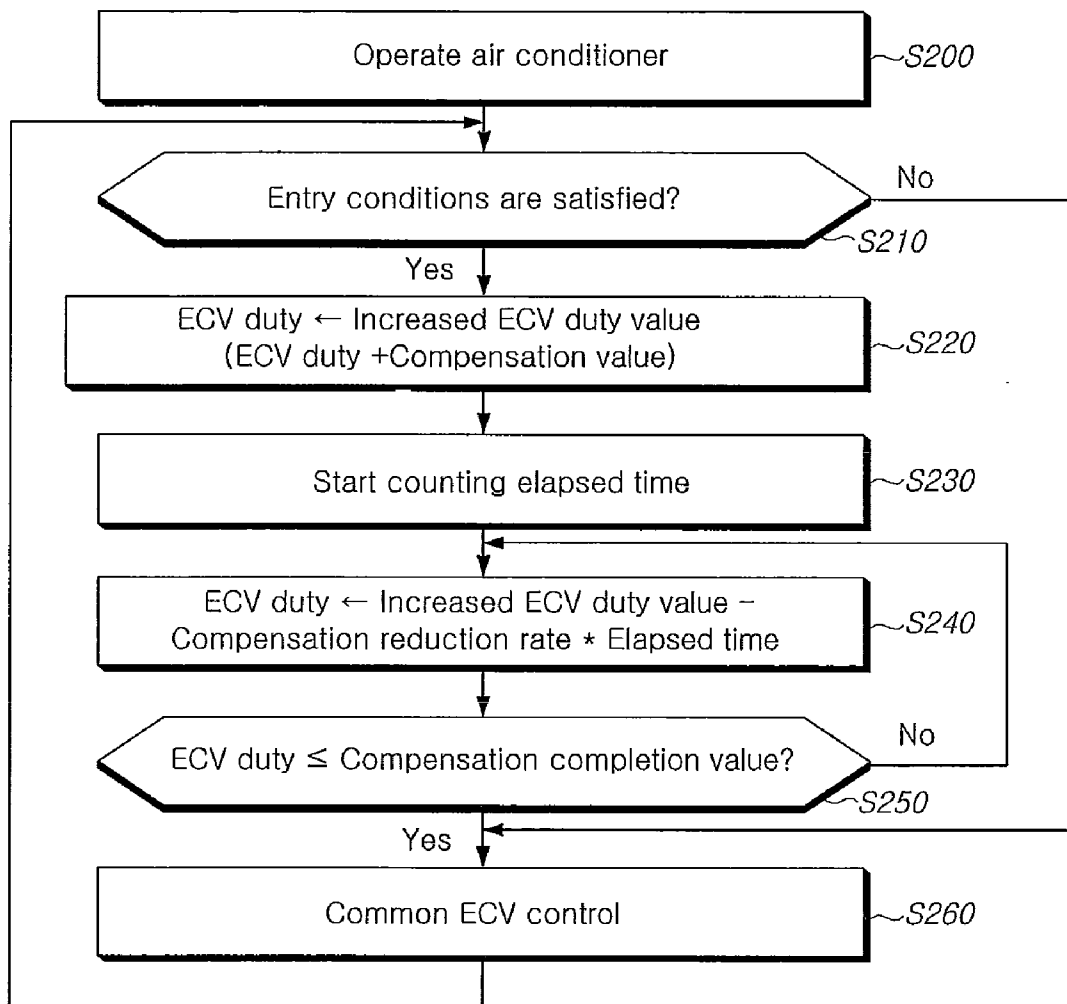 Operate air conditioner
S200
Entry conditions are satisfied?
No
S210
Yes
ECV duty ← Increased ECV duty value
(ECV duty +Compensation value)
S220
Start counting elapsed time
S230
ECV duty ← Increased ECV duty value -
Compensation reduction rate * Elapsed time
S240
ECV duty ≤ Compensation completion value?
No
S250
Yes
Common ECV control
S260